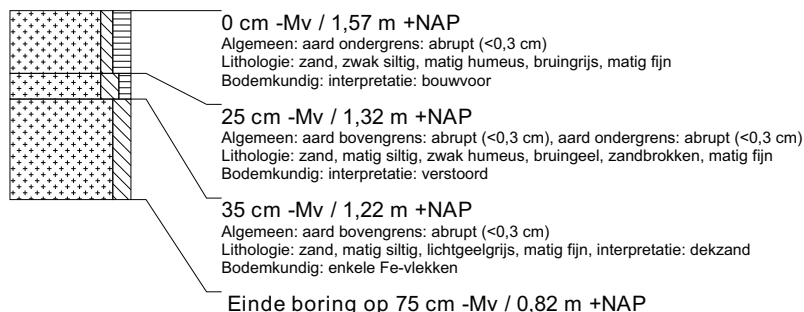 0 cm -Mv / 1,57 m +NAP
Algemeen: aard ondergrens: abrupt (<0,3 cm)
Lithologie: zand, zwak siltig, matig humeus, bruingrijs, matig fijn
Bodemkundig: interpretatie: bouwvoor
25 cm -Mv / 1,32 m +NAP
Algemeen: aard bovengrens: abrupt (<0,3 cm), aard ondergrens: abrupt (<0,3 cm)
Lithologie: zand, matig siltig, zwak humeus, bruingeel, zandbrokken, matig fijn
Bodemkundig: interpretatie: verstoord
35 cm -Mv / 1,22 m +NAP
Algemeen: aard bovengrens: abrupt (<0,3 cm)
Lithologie: zand, matig siltig, lichtgeelgrijs, matig fijn, interpretatie: dekzand
Bodemkundig: enkele Fe-vlekken
Einde boring op 75 cm -Mv / 0,82 m +NAP